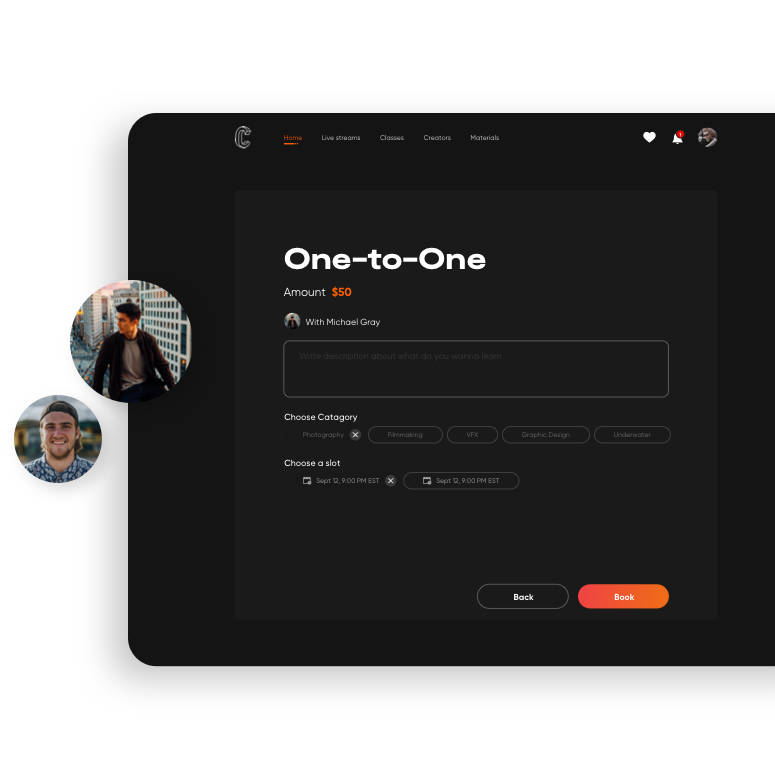 C
Home Live streams Classes Creators Materials
1
One-to-One
Amount $50
With Michael Gray
Write description about what do you wanna learn
Choose Catagory
Photography Filmmaking VFX Graphic Design Underwater
Choose a slot
Sept 12, 9:00 PM EST Sept 12, 9:00 PM EST
Back Book